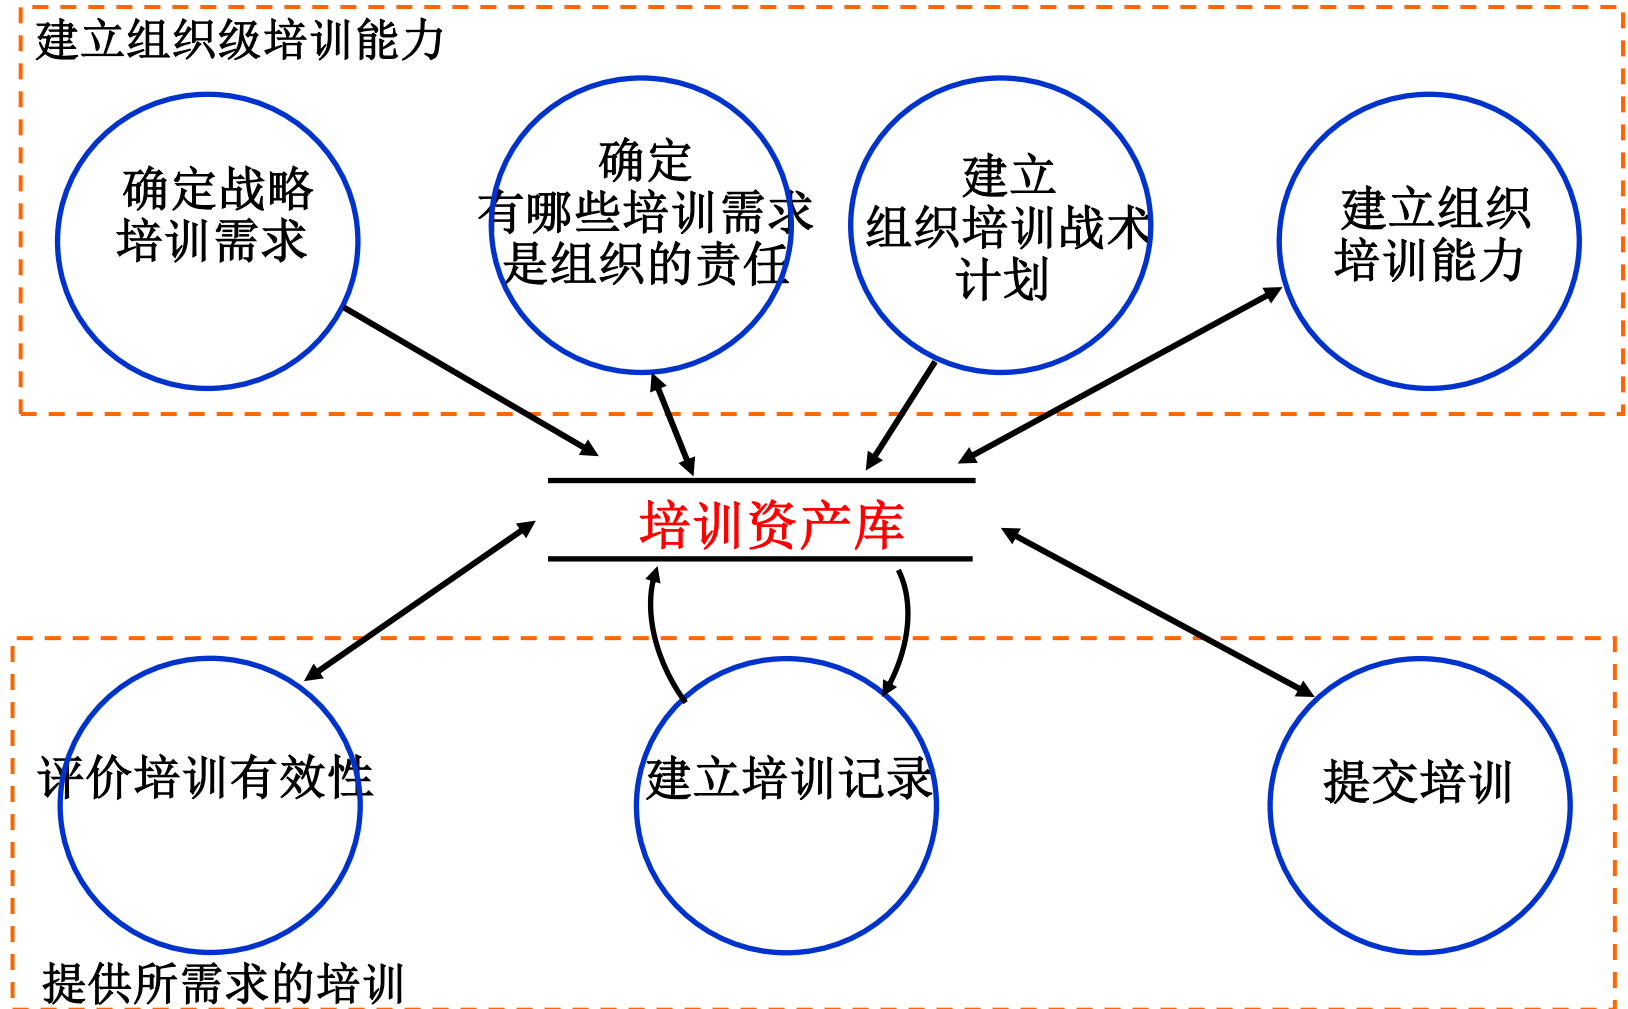 建立组织级培训能力
确定战略
培训需求
确定
有哪些培训需求
是组织的责任
建立
组织培训战术
计划
建立组织
培训能力
培训资产库
评价培训有效性
建立培训记录
提交培训
提供所需求的培训